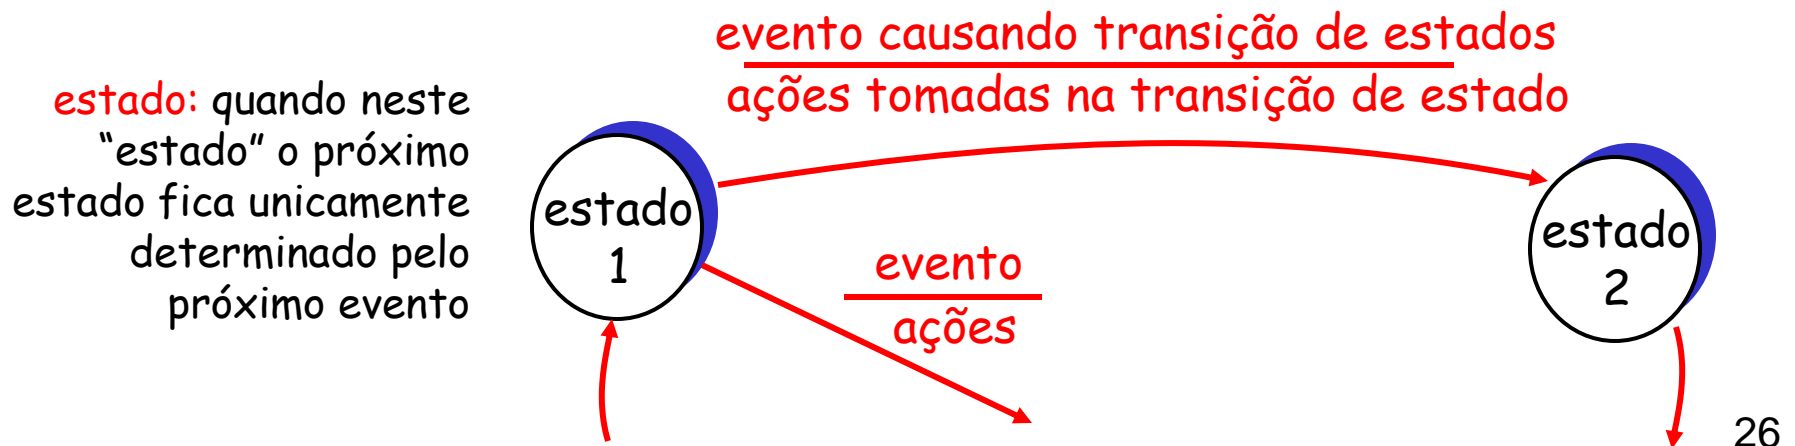 evento causando transição de estados
ações tomadas na transição de estado
estado: quando neste
“estado” o próximo
estado fica unicamente
determinado pelo
próximo evento
estado
1
evento
ações
estado
2
26